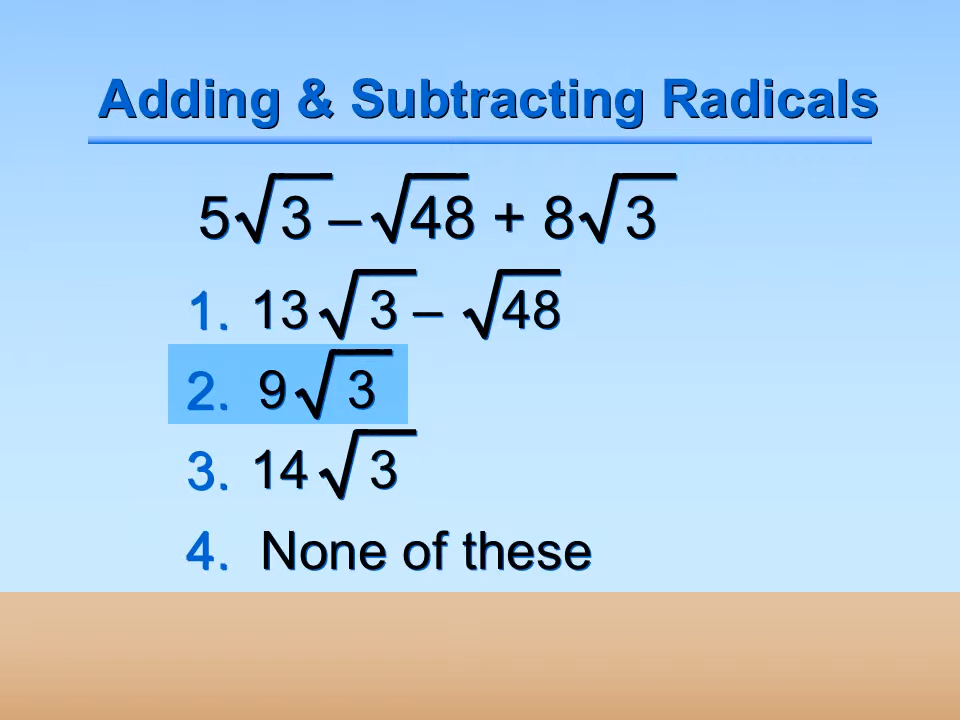 Adding & Subtracting Radicals
5√3 – √48 + 8√3
1. 13√3 – √48
2. 9√3
3. 14√3
4. None of these